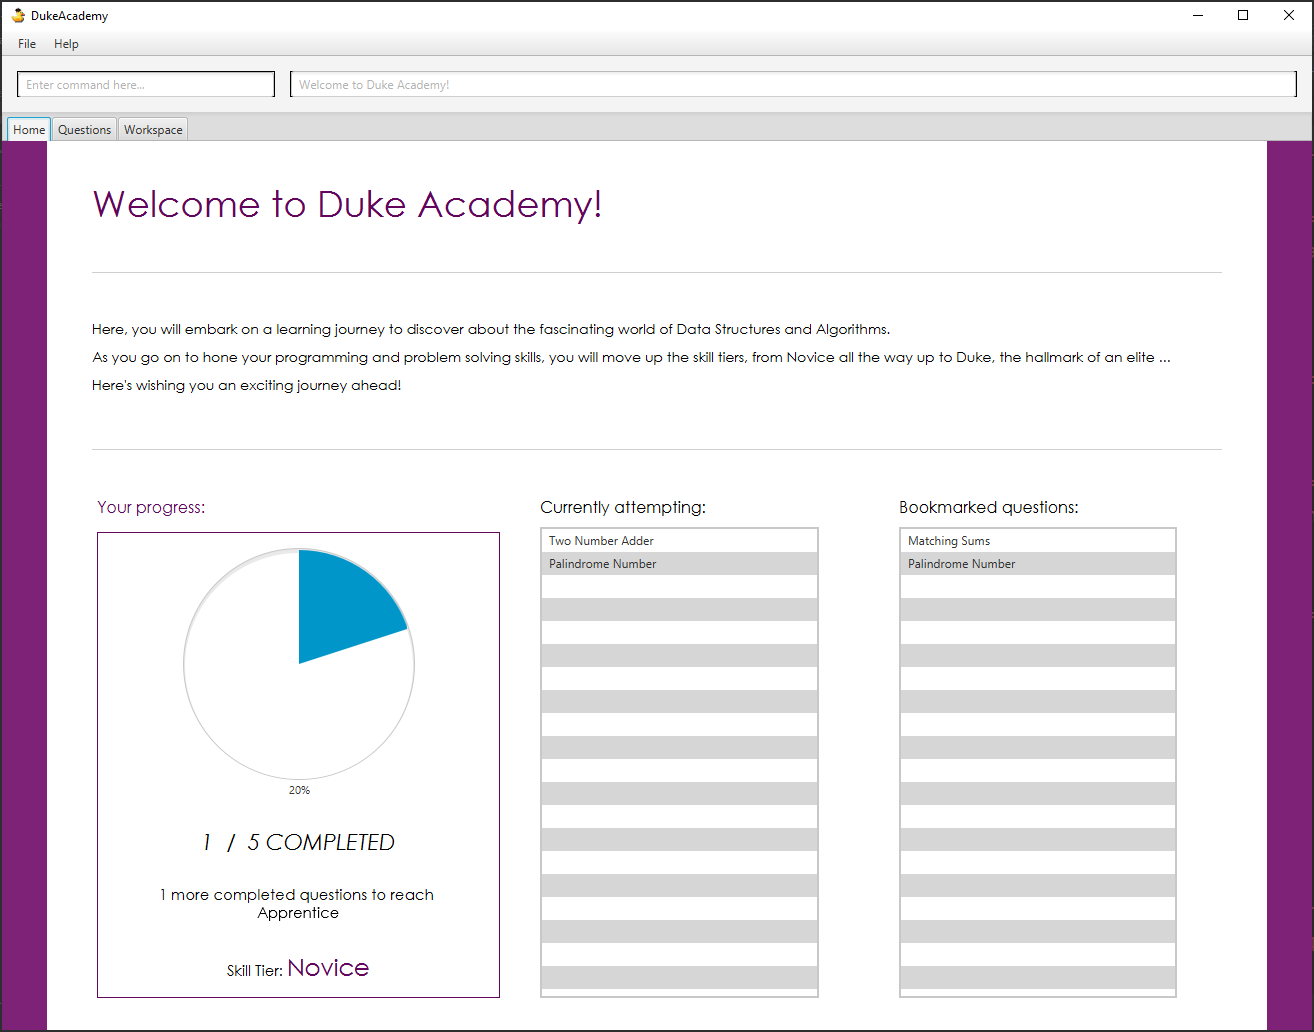 DukeAcademy
File Help
Enter command here...
Welcome to Duke Academy!
Home Questions Workspace
Welcome to Duke Academy!
Here, you will embark on a learning journey to discover about the fascinating world of Data Structures and Algorithms.
As you go on to hone your programming and problem solving skills, you will move up the skill tiers, from Novice all the way up to Duke, the hallmark of an elite ...
Here's wishing you an exciting journey ahead!
Your progress:
20%
1 / 5 COMPLETED
1 more completed questions to reach
Apprentice
Skill Tier: Novice
Currently attempting:
Two Number Adder
Palindrome Number
Bookmarked questions:
Matching Sums
Palindrome Number